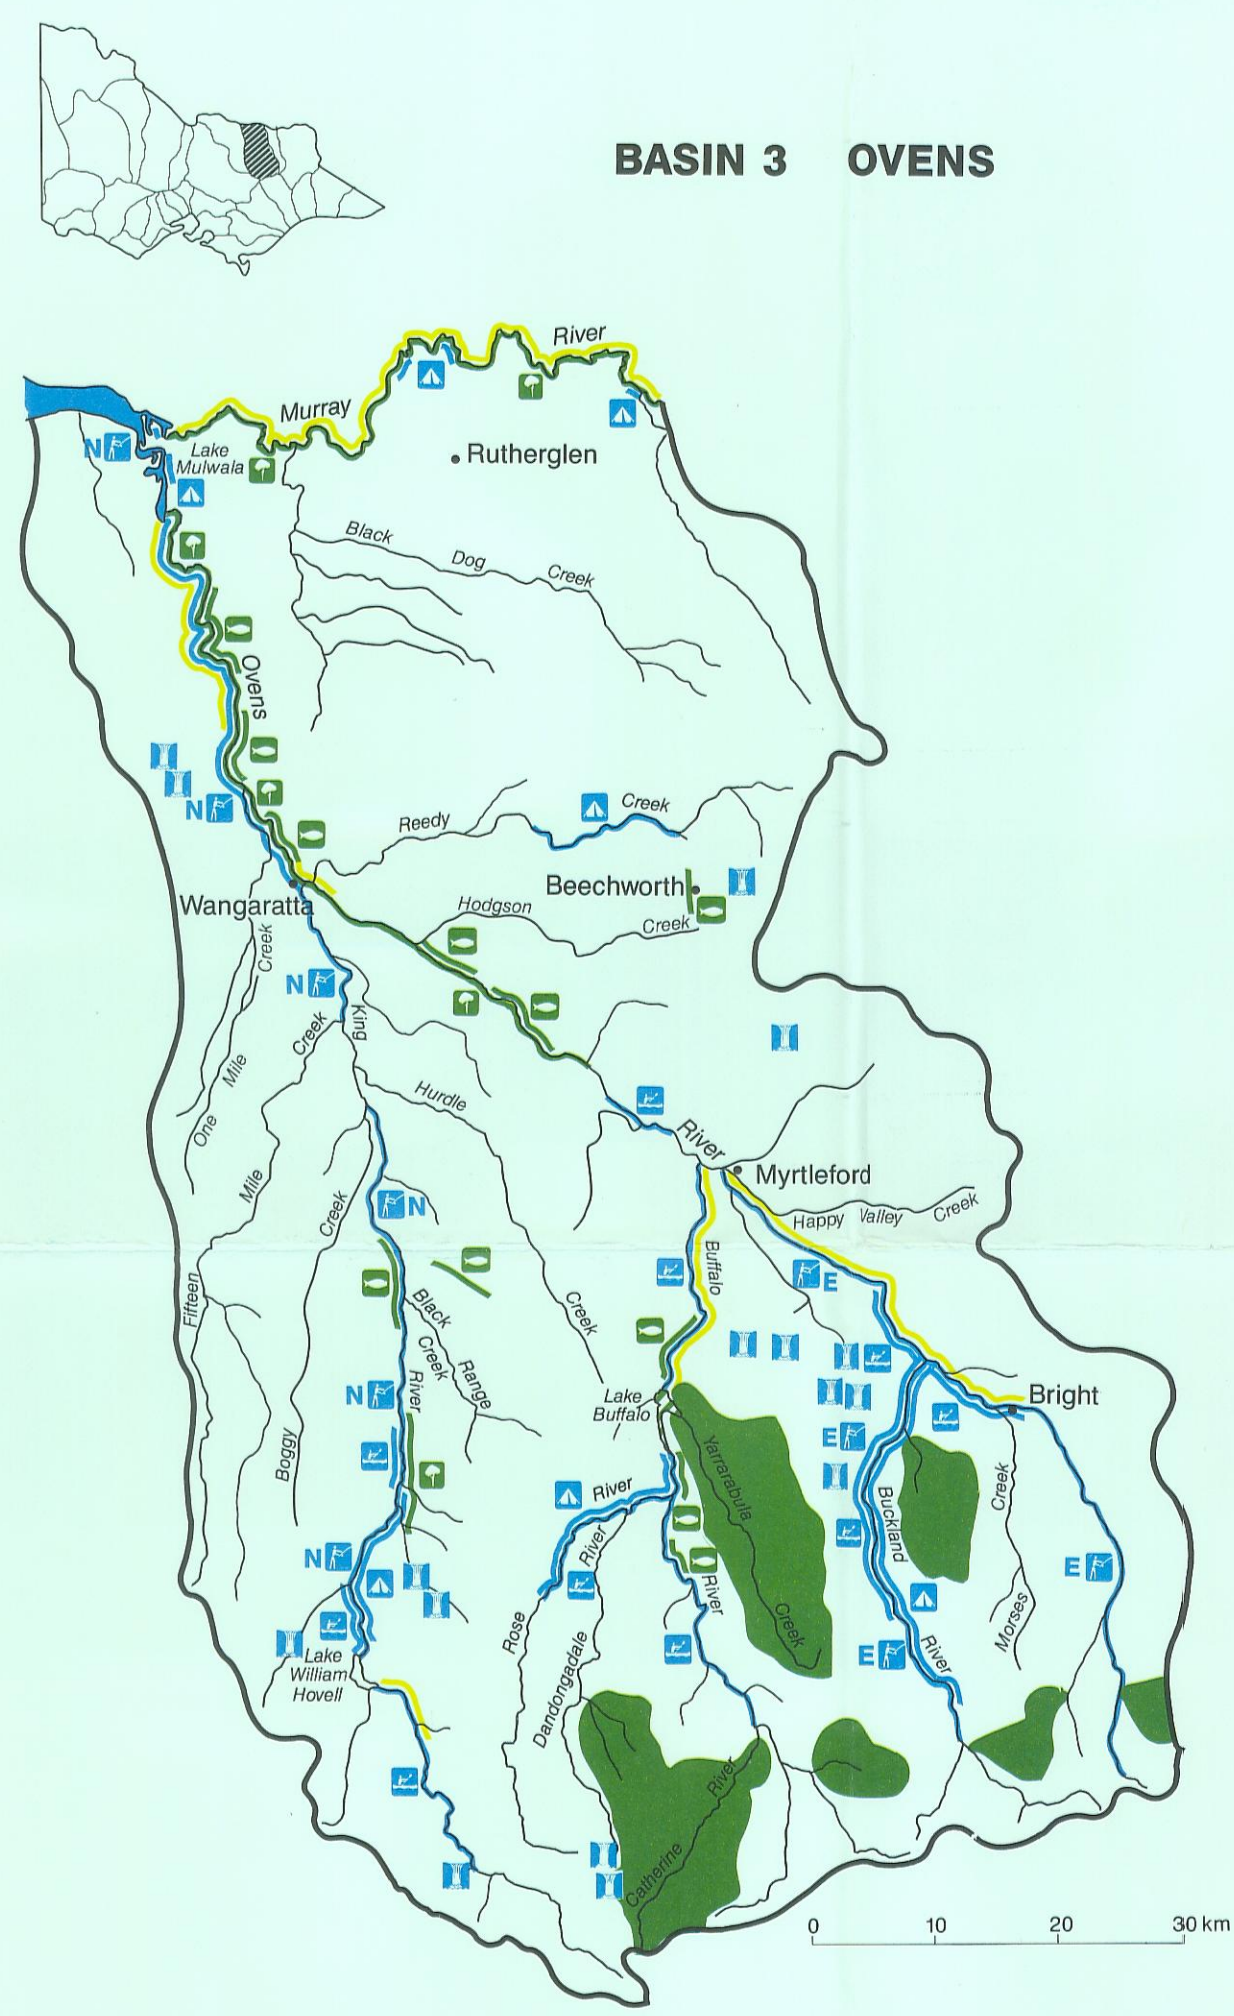 BASIN 3 OVENS
River
Murray
N
Lake
Mulwala
Rutherglen
Black
Dog
Creek
Ovens
N
Reedy
Creek
Beechworth
Wangaratta
Hodgson
Creek
Creek
N
King
Creek
Mile
One
Hurdle
River
Myrtleford
Happy Valley Creek
Mile
Creek
N
Buffalo
E
Fifteen
Black
Creek
Range
Creek
River
N
Lake
Buffalo
Bright
E
Boggy
Yarrarabula
Creek
River
Buckland
Creek
N
River
River
E
Creek
Morses
Rose
Dandongadale
E
River
Lake
William
Hovell
River
Catherine
0
10
20
30 km